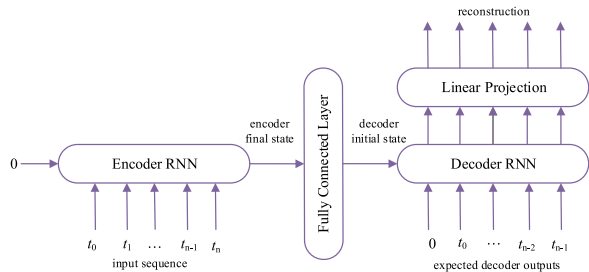 reconstruction
Linear Projection
encoder
final state
Fully Connected Layer
decoder
initial state
0
Encoder RNN
Decoder RNN
t0 t1 … tn-1 tn
input sequence
0 t0 … tn-2 tn-1
expected decoder outputs